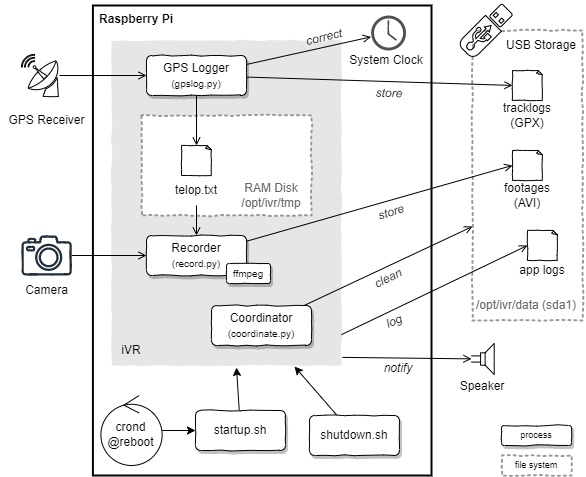 Raspberry Pi
GPS Logger
(gpslog.py)
correct
System Clock
USB Storage
GPS Receiver
store
tracklogs
(GPX)
telop.txt
RAM Disk
/opt/ivr/tmp
footages
(AVI)
store
Recorder
(record.py)
ffmpeg
Camera
clean
app logs
Coordinator
(coordinate.py)
/opt/ivr/data (sda1)
log
iVR
notify
Speaker
crond
@reboot
startup.sh
shutdown.sh
process
file system